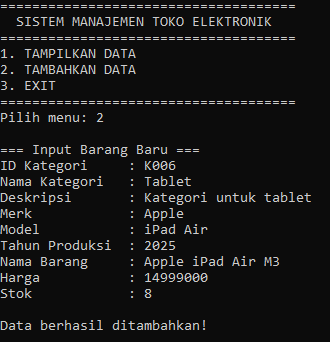 =====================================
SISTEM MANAJEMEN TOKO ELEKTRONIK
=====================================
1. TAMPILKAN DATA
2. TAMBAHKAN DATA
3. EXIT
=====================================
Pilih menu: 2
=== Input Barang Baru ===
ID Kategori : K006
Nama Kategori : Tablet
Deskripsi : Kategori untuk tablet
Merk : Apple
Model : iPad Air
Tahun Produksi : 2025
Nama Barang : Apple iPad Air M3
Harga : 14999000
Stok : 8
Data berhasil ditambahkan!